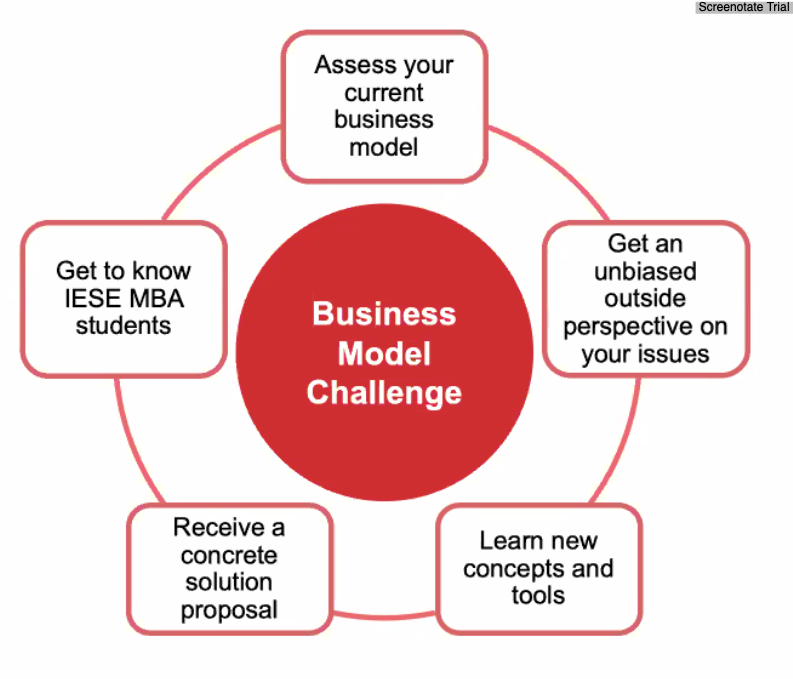 Screenotate Trial
Assess your
current
business
model
Get an
unbiased
outside
perspective on
your issues
Learn new
concepts and
tools
Receive a
concrete
solution
proposal
Get to know
IESE MBA
students
Business
Model
Challenge